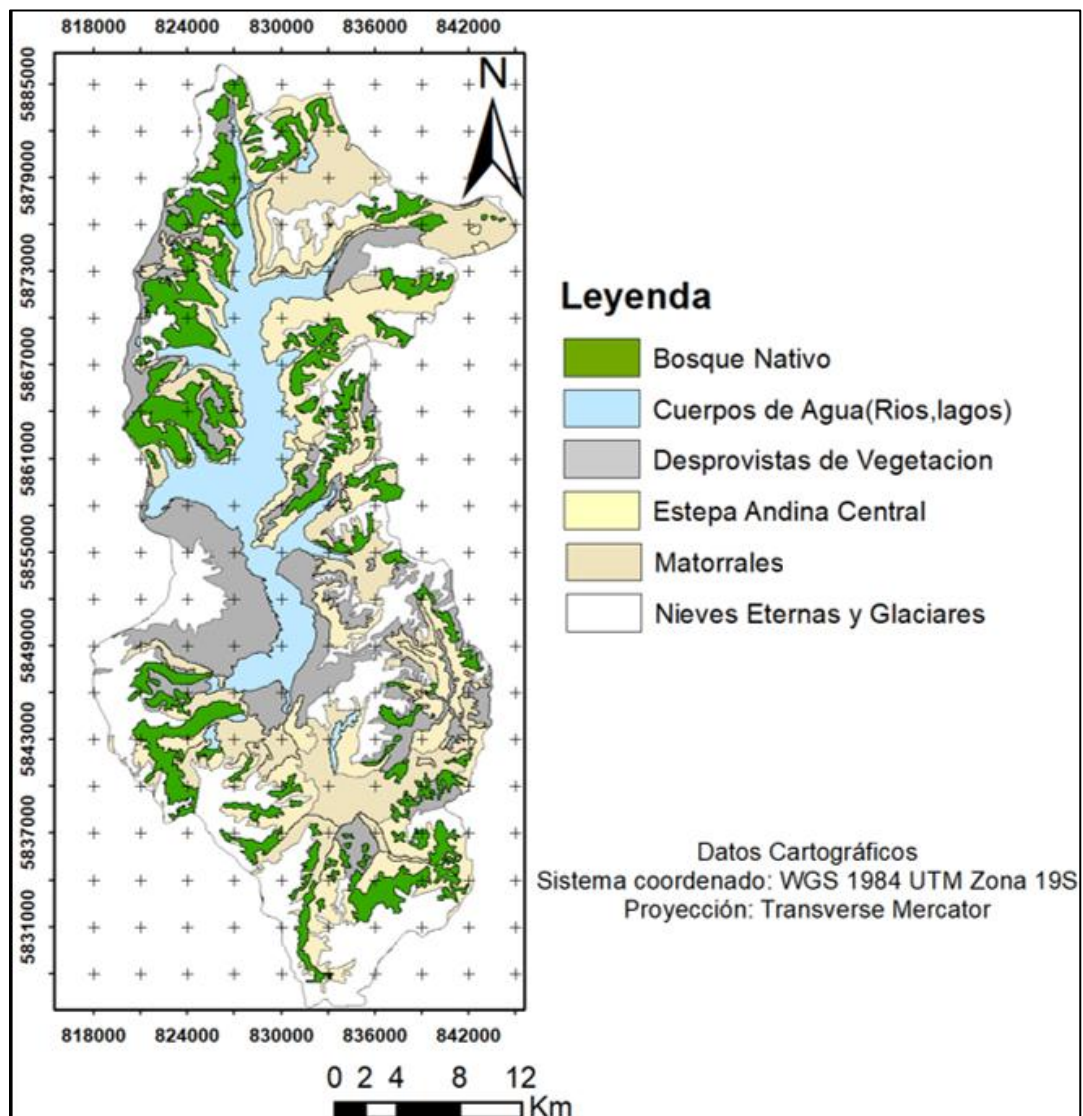 818000 824000 830000 836000 842000
N
5885000
5879000
5873000
5867000
5861000
5855000
5849000
5843000
5837000
5831000
Leyenda
Bosque Nativo
Cuerpos de Agua(Rios,lagos)
Desprovistas de Vegetacion
Estepa Andina Central
Matorrales
Nieves Eternas y Glaciares
Datos Cartográficos
Sistema coordenado: WGS 1984 UTM Zona 19S
Proyección: Transverse Mercator
818000 824000 830000 836000 842000
0 2 4 8 12
Km